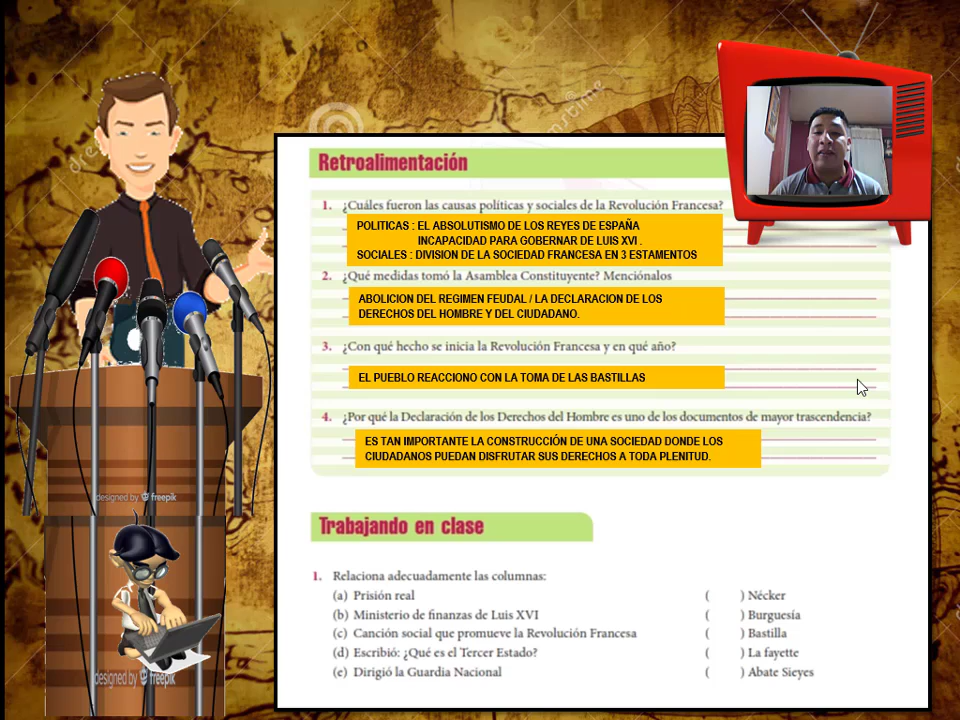 Retroalimentación
1. ¿Cuáles fueron las causas políticas y sociales de la Revolución Francesa?
POLITICAS : EL ABSOLUTISMO DE LOS REYES DE ESPAÑA
INCAPACIDAD PARA GOBERNAR DE LUIS XVI .
SOCIALES : DIVISION DE LA SOCIEDAD FRANCESA EN 3 ESTAMENTOS
2. ¿Qué medidas tomó la Asamblea Constituyente? Menciónalos
ABOLICION DEL REGIMEN FEUDAL / LA DECLARACION DE LOS
DERECHOS DEL HOMBRE Y DEL CIUDADANO.
3. ¿Con qué hecho se inicia la Revolución Francesa y en qué año?
EL PUEBLO REACCIONO CON LA TOMA DE LAS BASTILLAS
4. ¿Por qué la Declaración de los Derechos del Hombre es uno de los documentos de mayor trascendencia?
ES TAN IMPORTANTE LA CONSTRUCCIÓN DE UNA SOCIEDAD DONDE LOS
CIUDADANOS PUEDAN DISFRUTAR SUS DERECHOS A TODA PLENITUD.
Trabajando en clase
1. Relaciona adecuadamente las columnas:
(a) Prisión real ( ) Nécker
(b) Ministerio de finanzas de Luis XVI ( ) Burguesía
(c) Canción social que promueve la Revolución Francesa ( ) Bastilla
(d) Escribió: ¿Qué es el Tercer Estado? ( ) La fayette
(e) Dirigió la Guardia Nacional ( ) Abate Sieyes
designed by freepik
designed by freepik